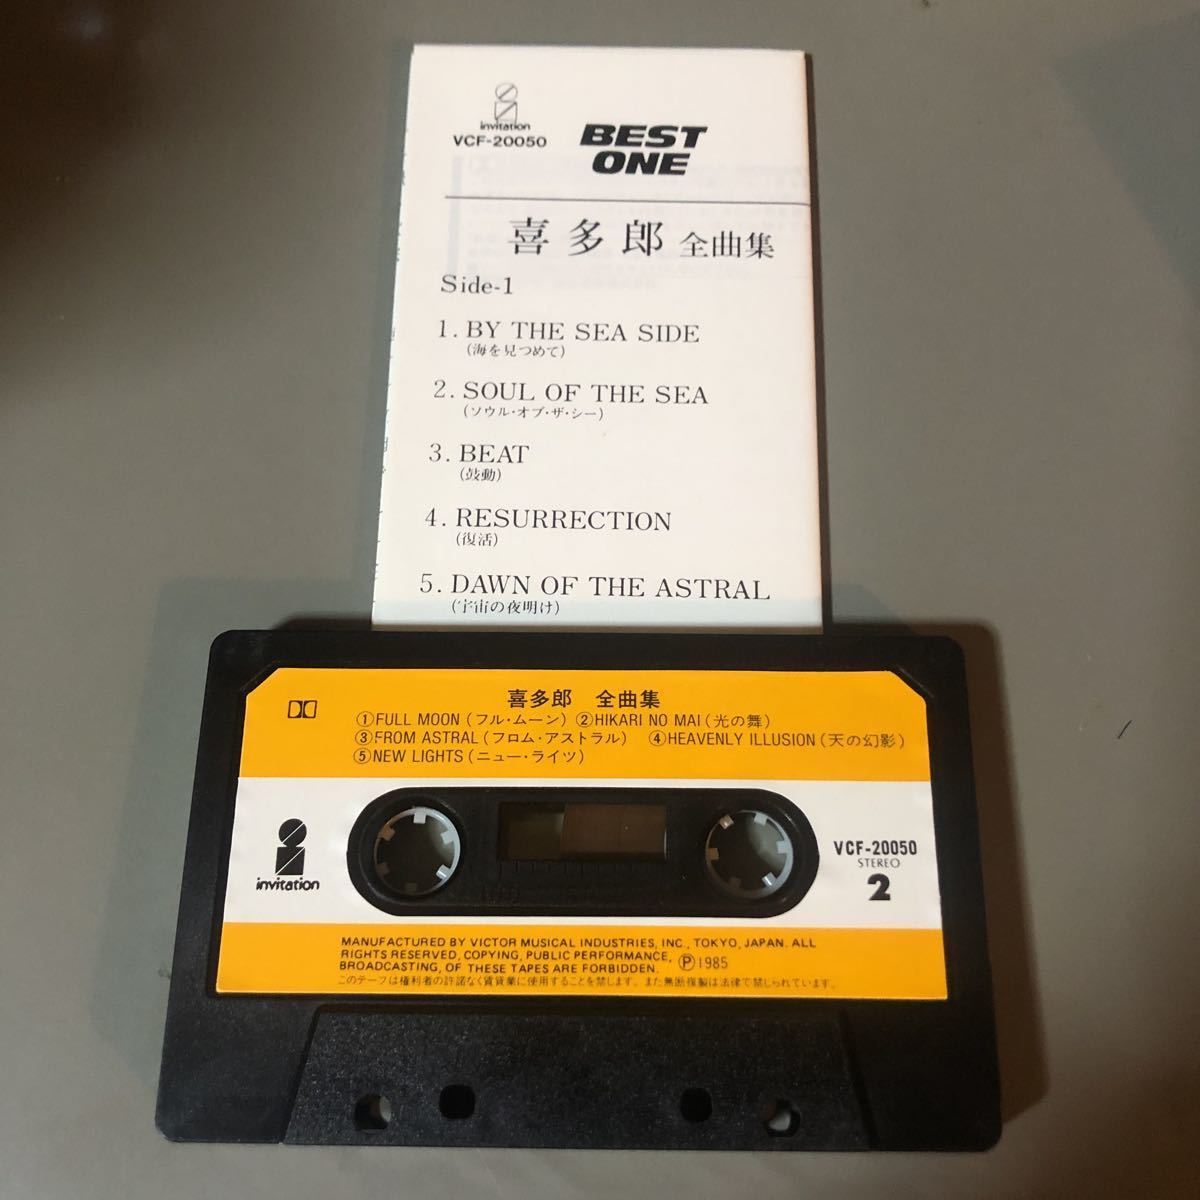 invitation
VCF-20050
BEST
ONE
喜多郎 全曲集
Side-1
1. BY THE SEA SIDE
(海を見つめて)
2. SOUL OF THE SEA
(ソウル・オブ・ザ・シー)
3. BEAT
(鼓動)
4. RESURRECTION
(復活)
5. DAWN OF THE ASTRAL
(宇宙の夜明け)
喜多郎 全曲集
①FULL MOON (フル・ムーン) ②HIKARI NO MAI (光の舞)
③FROM ASTRAL (フロム・アストラル) ④HEAVENLY ILLUSION (天の幻影)
⑤NEW LIGHTS (ニュー・ライツ)
invitation
VCF-20050
STEREO
2
MANUFACTURED BY VICTOR MUSICAL INDUSTRIES, INC., TOKYO, JAPAN. ALL
RIGHTS RESERVED, COPYING, PUBLIC PERFORMANCE,
BROADCASTING, OF THESE TAPES ARE FORBIDDEN. Ⓟ1985
このテープは権利者の許諾なく賃貸業に使用することを禁じます。また無断複製は法律で禁じられています。